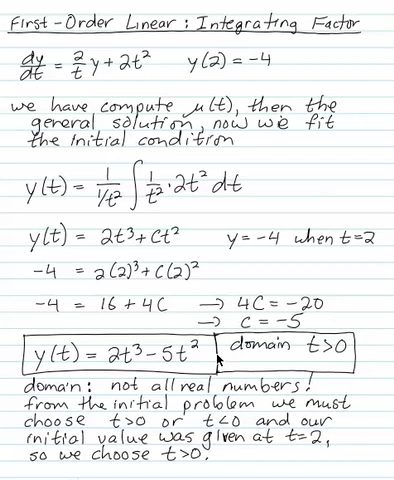 First-Order Linear: Integrating Factor
dy/dt = 2/t y + 2t² y(2) = -4
we have compute μ(t), then the
general solution, now we fit
the initial condition
y(t) = 1/(1/t²) ∫ 1/t² · 2t² dt
y(t) = 2t³ + Ct² y = -4 when t=2
-4 = 2(2)³ + C(2)²
-4 = 16 + 4C → 4C = -20
→ C = -5
y(t) = 2t³ - 5t² domain t>0
domain: not all real numbers!
from the initial problem we must
choose t>0 or t<0 and our
initial value was given at t=2,
so we choose t>0.